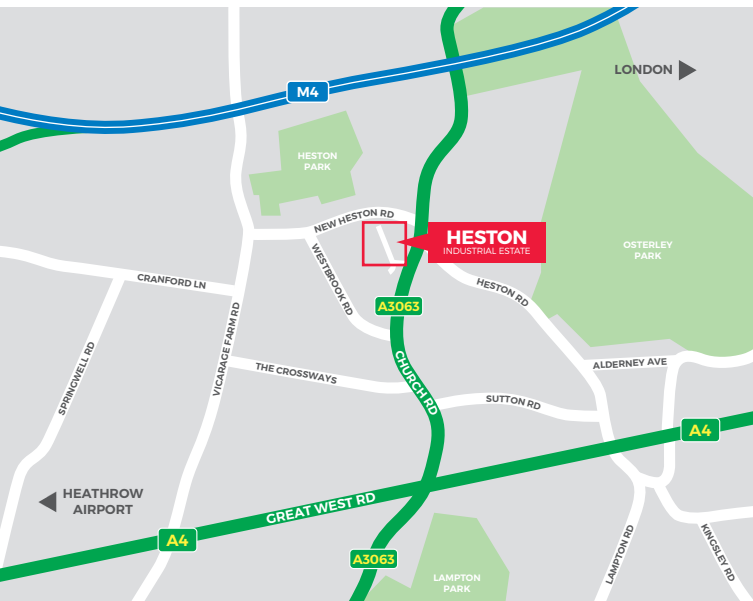 LONDON
M4
HESTON
PARK
NEW HESTON RD
HESTON
INDUSTRIAL ESTATE
OSTERLEY
PARK
WESTBROOK RD
CRANFORD LN
HESTON RD
A3063
VICARAGE FARM RD
SPRINGWELL RD
THE CROSSWAYS
CHURCH RD
ALDERNEY AVE
SUTTON RD
A4
HEATHROW
AIRPORT
GREAT WEST RD
A4
A3063
LAMPTON
PARK
LAMPTON RD
KINGSLEY RD